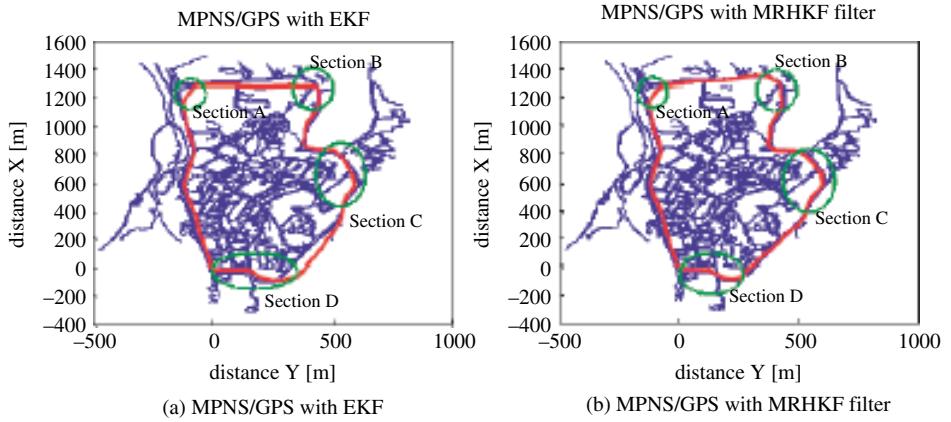 MPNS/GPS with EKF
1600
1400
1200
1000
800
600
400
200
0
–200
–400
–500
0
500
1000
distance X [m]
distance Y [m]
Section A
Section B
Section C
Section D
(a) MPNS/GPS with EKF
MPNS/GPS with MRHKF filter
1600
1400
1200
1000
800
600
400
200
0
–200
–400
–500
0
500
1000
distance X [m]
distance Y [m]
Section A
Section B
Section C
Section D
(b) MPNS/GPS with MRHKF filter